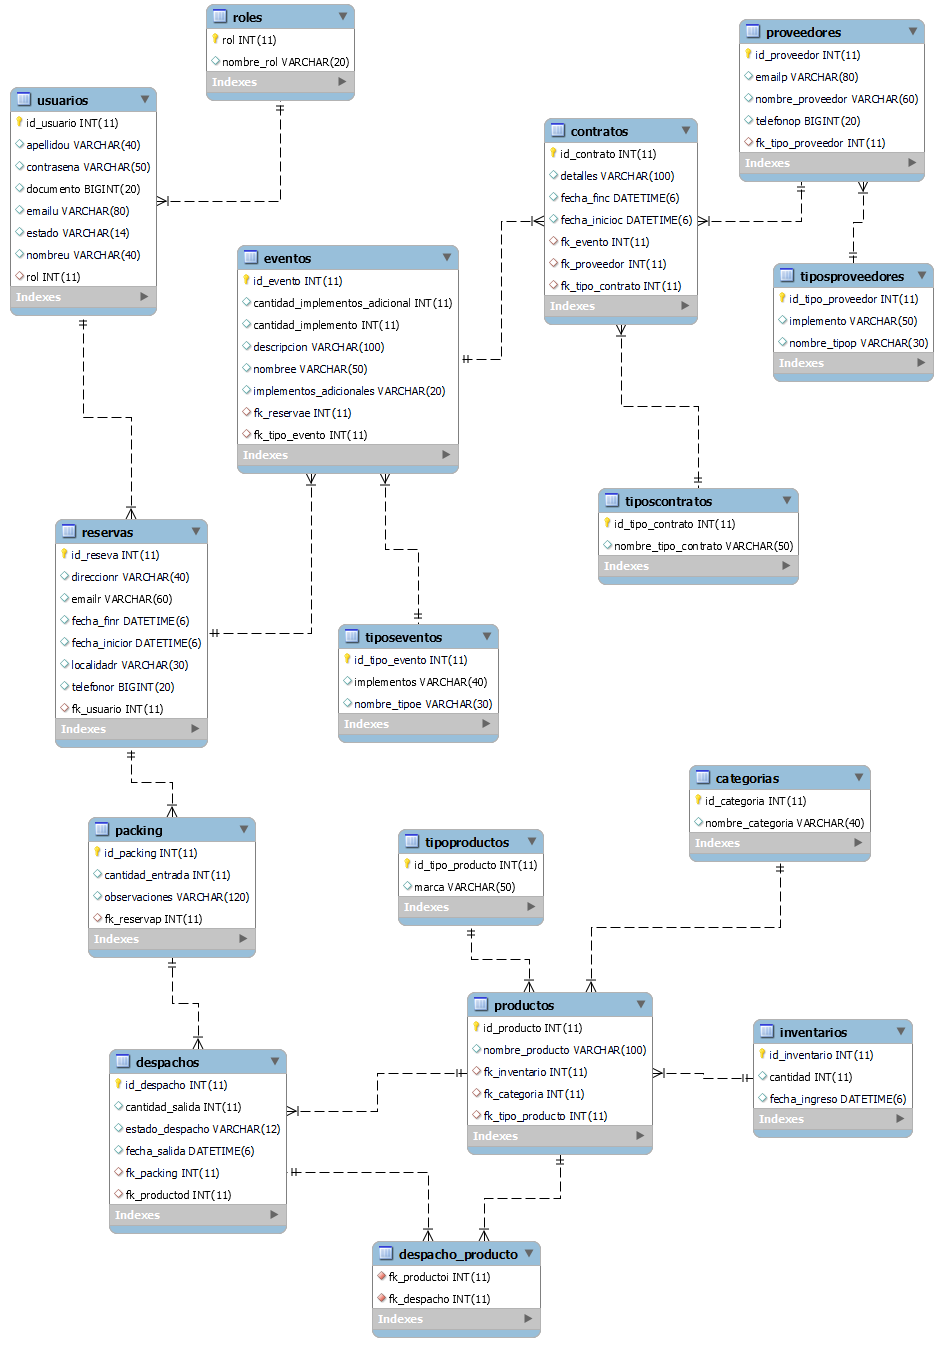 roles
rol INT(11)
nombre_rol VARCHAR(20)
Indexes
usuarios
id_usuario INT(11)
apellidou VARCHAR(40)
contrasena VARCHAR(50)
documento BIGINT(20)
emailu VARCHAR(80)
estado VARCHAR(14)
nombreu VARCHAR(40)
rol INT(11)
Indexes
proveedores
id_proveedor INT(11)
emailp VARCHAR(80)
nombre_proveedor VARCHAR(60)
telefonop BIGINT(20)
fk_tipo_proveedor INT(11)
Indexes
contratos
id_contrato INT(11)
detalles VARCHAR(100)
fecha_finc DATETIME(6)
fecha_inicioc DATETIME(6)
fk_evento INT(11)
fk_proveedor INT(11)
fk_tipo_contrato INT(11)
Indexes
eventos
id_evento INT(11)
cantidad_implementos_adicional INT(11)
cantidad_implemento INT(11)
descripcion VARCHAR(100)
nombree VARCHAR(50)
implementos_adicionales VARCHAR(20)
fk_reservae INT(11)
fk_tipo_evento INT(11)
Indexes
tiposproveedores
id_tipo_proveedor INT(11)
implemento VARCHAR(50)
nombre_tipop VARCHAR(30)
Indexes
tiposcontratos
id_tipo_contrato INT(11)
nombre_tipo_contrato VARCHAR(50)
Indexes
reservas
id_reseva INT(11)
direccionr VARCHAR(40)
emailr VARCHAR(60)
fecha_finr DATETIME(6)
fecha_inicior DATETIME(6)
localidadr VARCHAR(30)
telefonor BIGINT(20)
fk_usuario INT(11)
Indexes
tiposeventos
id_tipo_evento INT(11)
implementos VARCHAR(40)
nombre_tipoe VARCHAR(30)
Indexes
packing
id_packing INT(11)
cantidad_entrada INT(11)
observaciones VARCHAR(120)
fk_reservap INT(11)
Indexes
tipoproductos
id_tipo_producto INT(11)
marca VARCHAR(50)
Indexes
categorias
id_categoria INT(11)
nombre_categoria VARCHAR(40)
Indexes
productos
id_producto INT(11)
nombre_producto VARCHAR(100)
fk_inventario INT(11)
fk_categoria INT(11)
fk_tipo_producto INT(11)
Indexes
inventarios
id_inventario INT(11)
cantidad INT(11)
fecha_ingreso DATETIME(6)
Indexes
despachos
id_despacho INT(11)
cantidad_salida INT(11)
estado_despacho VARCHAR(12)
fecha_salida DATETIME(6)
fk_packing INT(11)
fk_productod INT(11)
Indexes
despacho_producto
fk_productoi INT(11)
fk_despacho INT(11)
Indexes